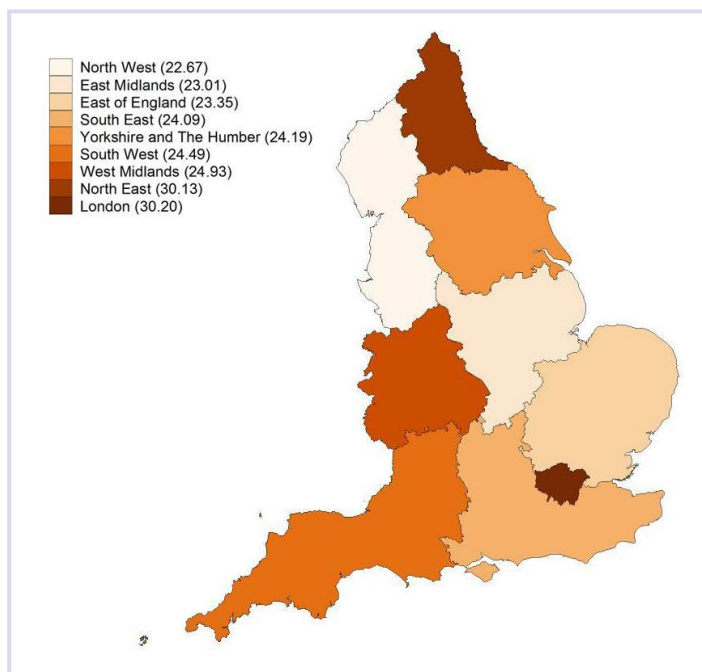 North West (22.67)
East Midlands (23.01)
East of England (23.35)
South East (24.09)
Yorkshire and The Humber (24.19)
South West (24.49)
West Midlands (24.93)
North East (30.13)
London (30.20)